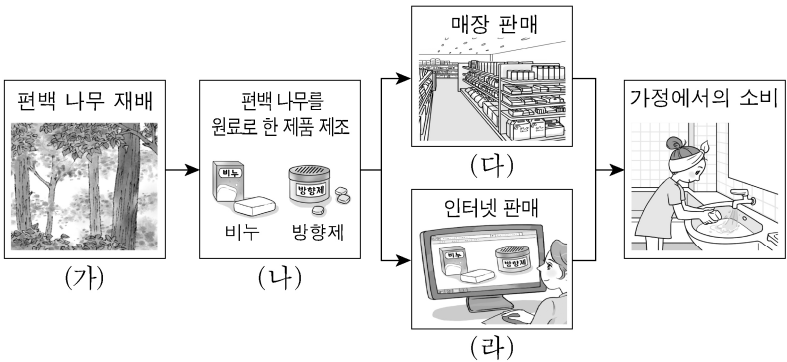 편백 나무 재배
(가)
편백 나무를
원료로 한 제품 제조
비누
방향제
비누
방향제
(나)
매장 판매
(다)
인터넷 판매
비누
방향제
(라)
가정에서의 소비